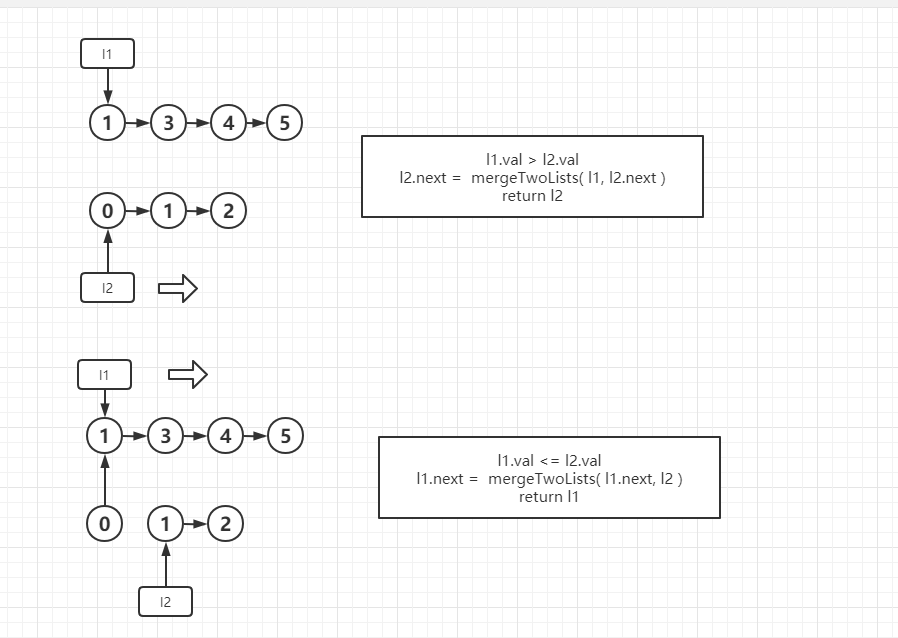 l1
1 3 4 5
l1.val > l2.val
l2.next = mergeTwoLists( l1, l2.next )
return l2
0 1 2
l2
l1
1 3 4 5
l1.val <= l2.val
l1.next = mergeTwoLists( l1.next, l2 )
return l1
0 1 2
l2